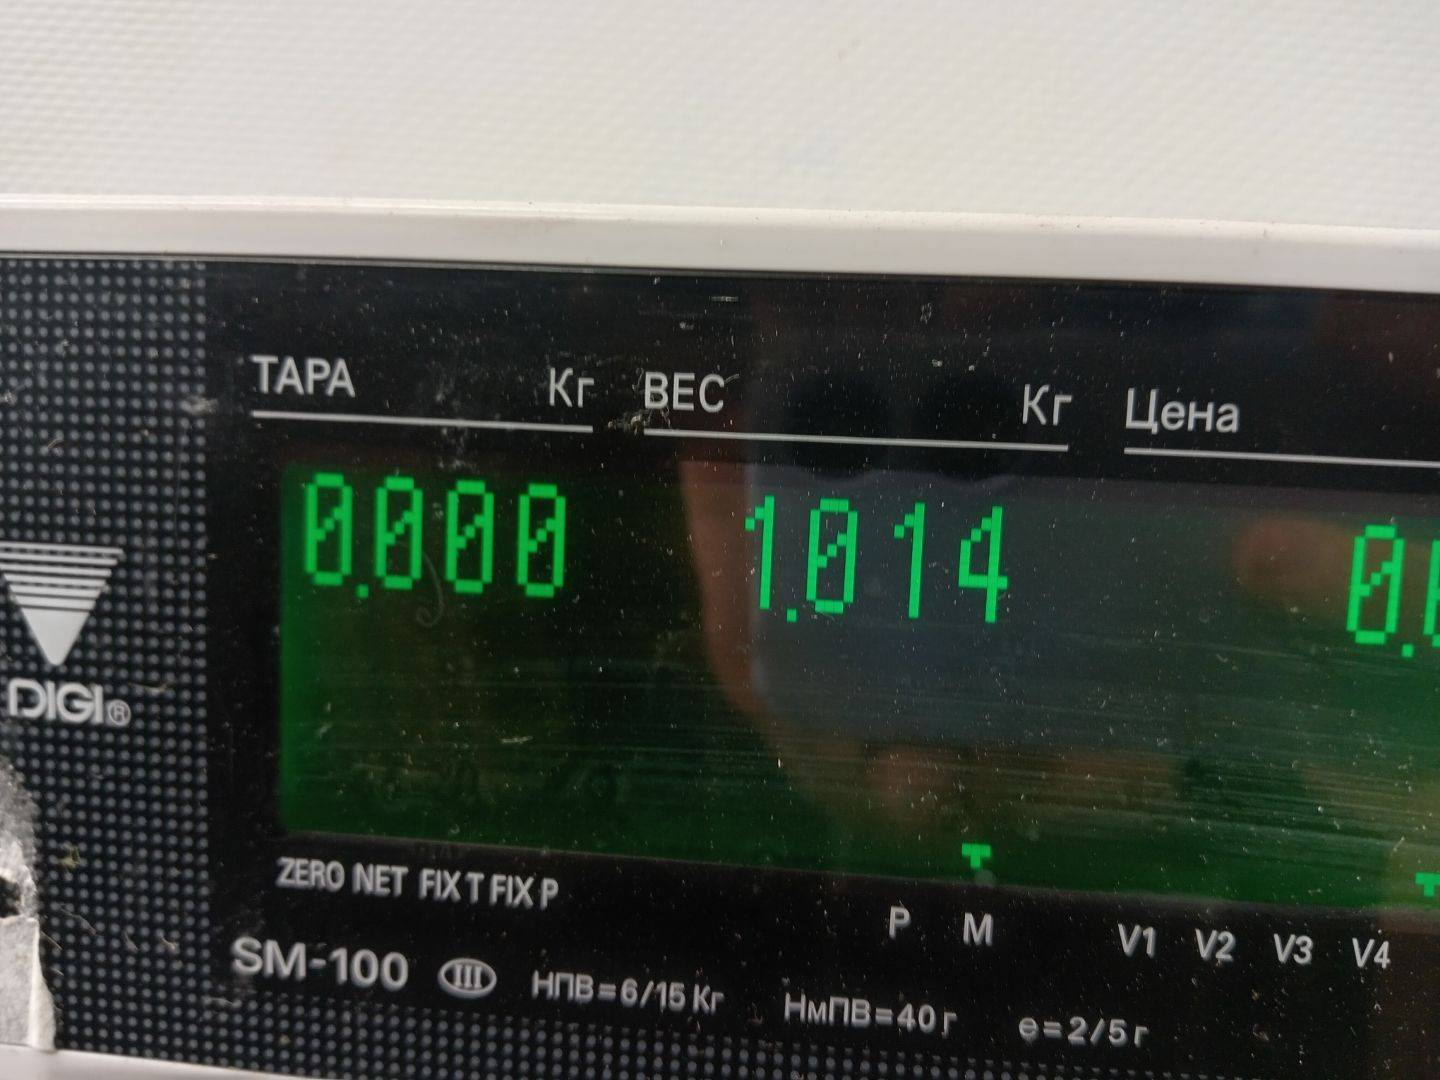 ТАРА Кг ВЕС Кг Цена
0.000 1.014 0.
DIGI®
ZERO NET FIX T FIX P
P M V1 V2 V3 V4
SM-100 III НПВ=6/15 Кг НмПВ=40 г e=2/5 г